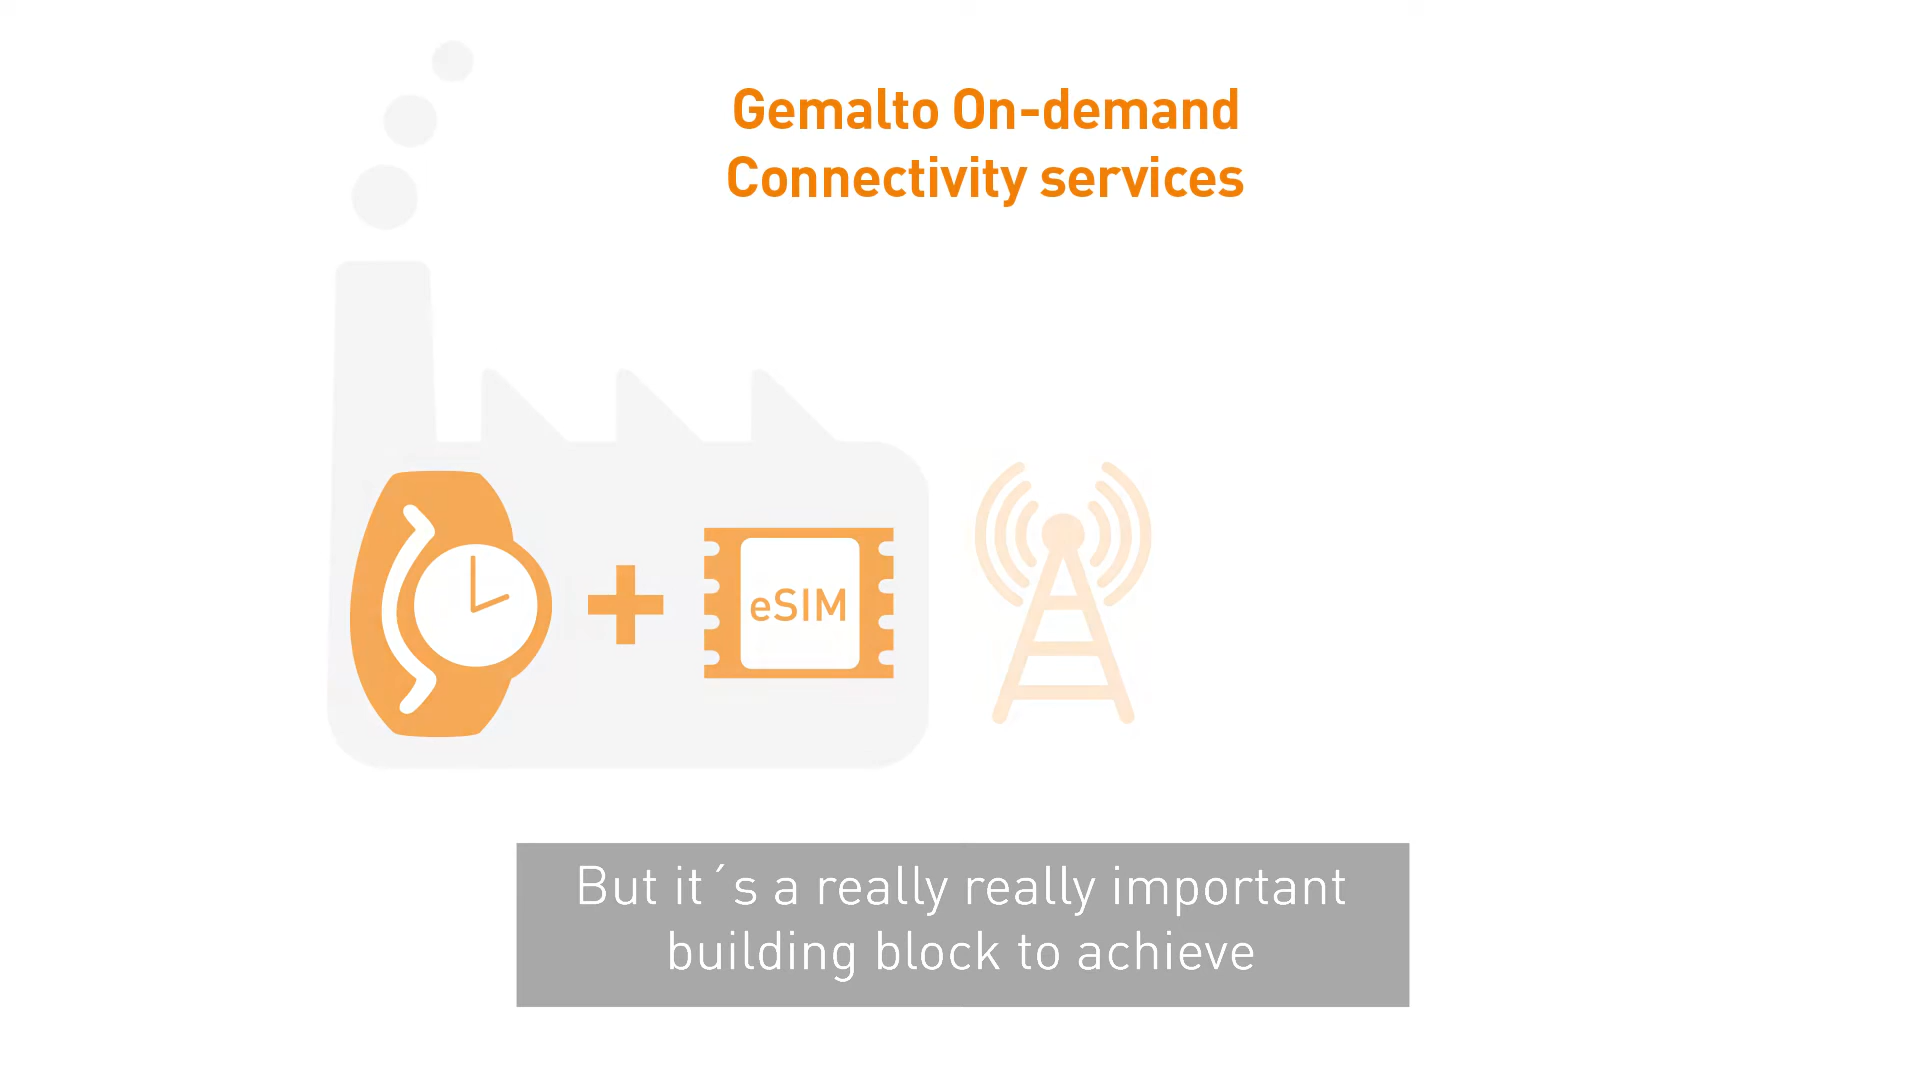 Gemalto On-demand
Connectivity services
eSIM
But it´s a really really important
building block to achieve